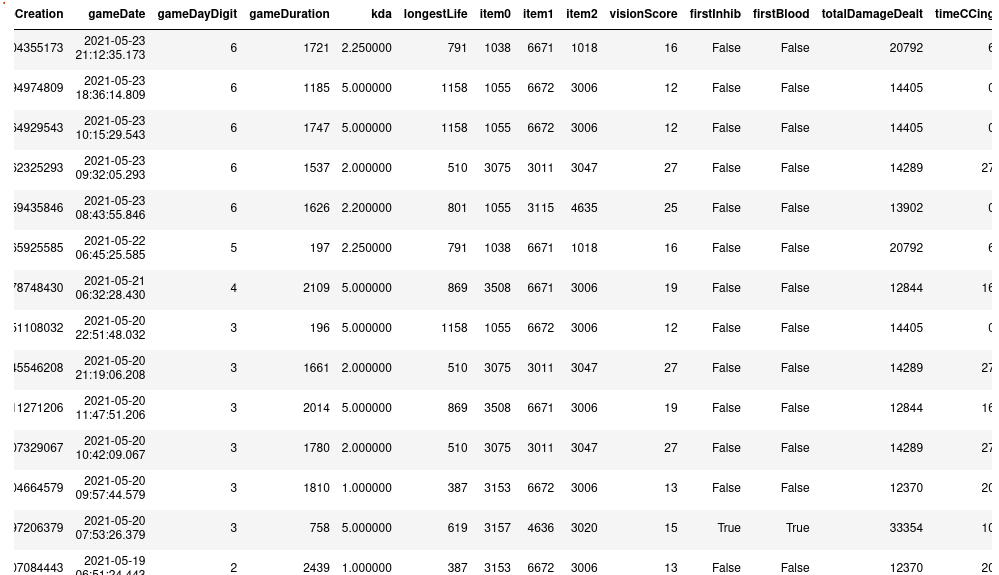 Creation gameDate gameDayDigit gameDuration kda longestLife item0 item1 item2 visionScore firstInhib firstBlood totalDamageDealt timeCCing
04355173 2021-05-23 21:12:35.173 6 1721 2.250000 791 1038 6671 1018 16 False False 20792 6
94974809 2021-05-23 18:36:14.809 6 1185 5.000000 1158 1055 6672 3006 12 False False 14405 0
64929543 2021-05-23 10:15:29.543 6 1747 5.000000 1158 1055 6672 3006 12 False False 14405 0
62325293 2021-05-23 09:32:05.293 6 1537 2.000000 510 3075 3011 3047 27 False False 14289 27
59435846 2021-05-23 08:43:55.846 6 1626 2.200000 801 1055 3115 4635 25 False False 13902 0
65925585 2021-05-22 06:45:25.585 5 197 2.250000 791 1038 6671 1018 16 False False 20792 6
78748430 2021-05-21 06:32:28.430 4 2109 5.000000 869 3508 6671 3006 19 False False 12844 16
51108032 2021-05-20 22:51:48.032 3 196 5.000000 1158 1055 6672 3006 12 False False 14405 0
45546208 2021-05-20 21:19:06.208 3 1661 2.000000 510 3075 3011 3047 27 False False 14289 27
11271206 2021-05-20 11:47:51.206 3 2014 5.000000 869 3508 6671 3006 19 False False 12844 16
07329067 2021-05-20 10:42:09.067 3 1780 2.000000 510 3075 3011 3047 27 False False 14289 27
04664579 2021-05-20 09:57:44.579 3 1810 1.000000 387 3153 6672 3006 13 False False 12370 20
97206379 2021-05-20 07:53:26.379 3 758 5.000000 619 3157 4636 3020 15 True True 33354 10
07084443 2021-05-19 06:51:24.443 2 2439 1.000000 387 3153 6672 3006 13 False False 12370 20